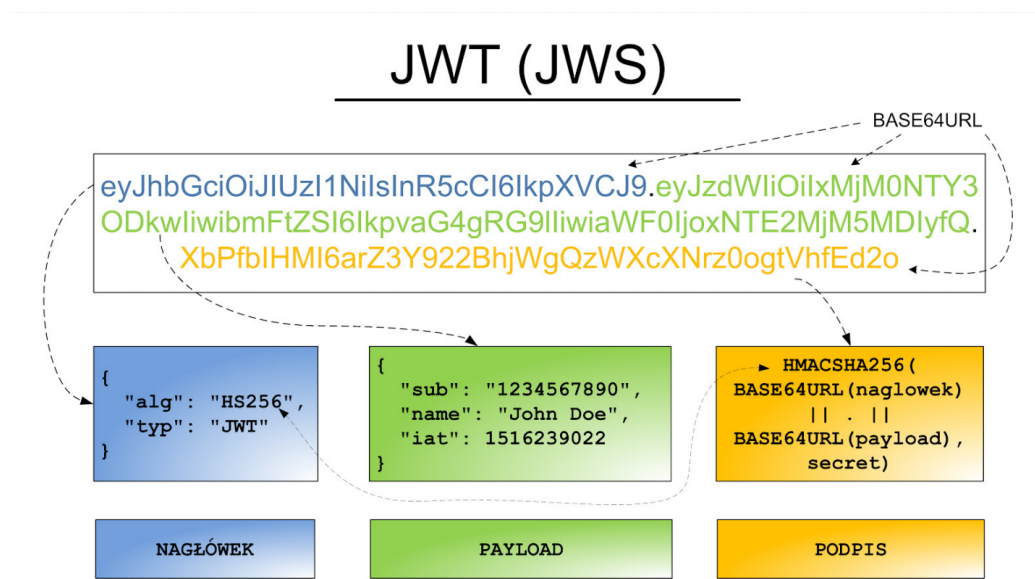 JWT (JWS)
BASE64URL
eyJhbGciOiJIUzI1NiIsInR5cCI6IkpXVCJ9.eyJzdWIiOiIxMjM0NTY3
ODkwIiwibmFtZSI6IkpvaG4gRG9lIiwiaWF0IjoxNTE2MjM5MDIyfQ.
XbPfbIHMI6arZ3Y922BhjWgQzWXcXNrz0ogtVhfEd2o
{
"alg": "HS256",
"typ": "JWT"
}
{
"sub": "1234567890",
"name": "John Doe",
"iat": 1516239022
}
HMACSHA256(
BASE64URL(naglowek)
|| . ||
BASE64URL(payload),
secret)
NAGŁÓWEK
PAYLOAD
PODPIS